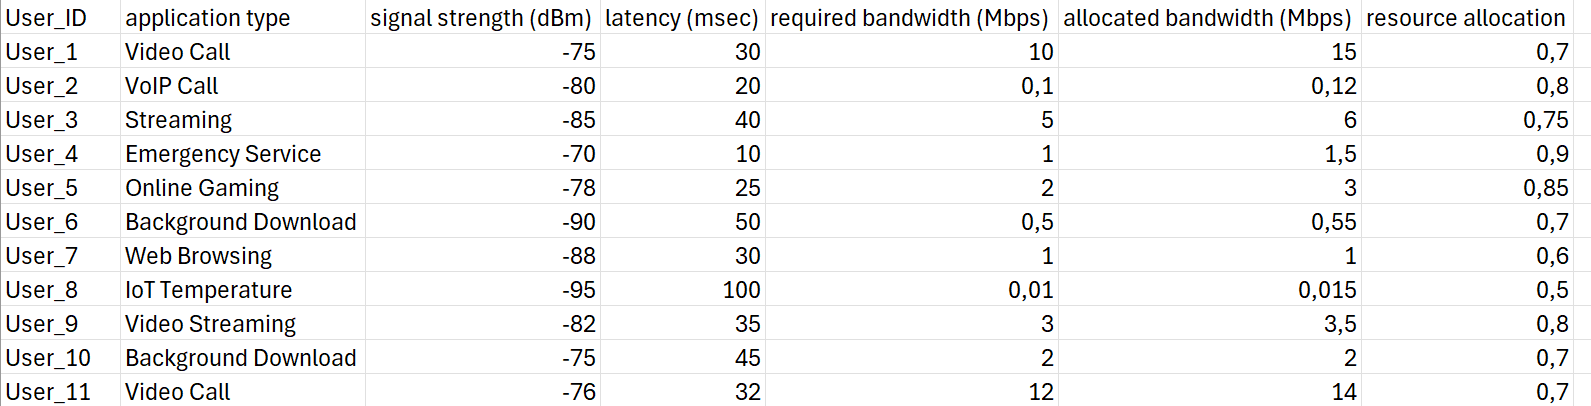 User_ID application type signal strength (dBm) latency (msec) required bandwidth (Mbps) allocated bandwidth (Mbps) resource allocation
User_1 Video Call -75 30 10 15 0,7
User_2 VoIP Call -80 20 0,1 0,12 0,8
User_3 Streaming -85 40 5 6 0,75
User_4 Emergency Service -70 10 1 1,5 0,9
User_5 Online Gaming -78 25 2 3 0,85
User_6 Background Download -90 50 0,5 0,55 0,7
User_7 Web Browsing -88 30 1 1 0,6
User_8 IoT Temperature -95 100 0,01 0,015 0,5
User_9 Video Streaming -82 35 3 3,5 0,8
User_10 Background Download -75 45 2 2 0,7
User_11 Video Call -76 32 12 14 0,7